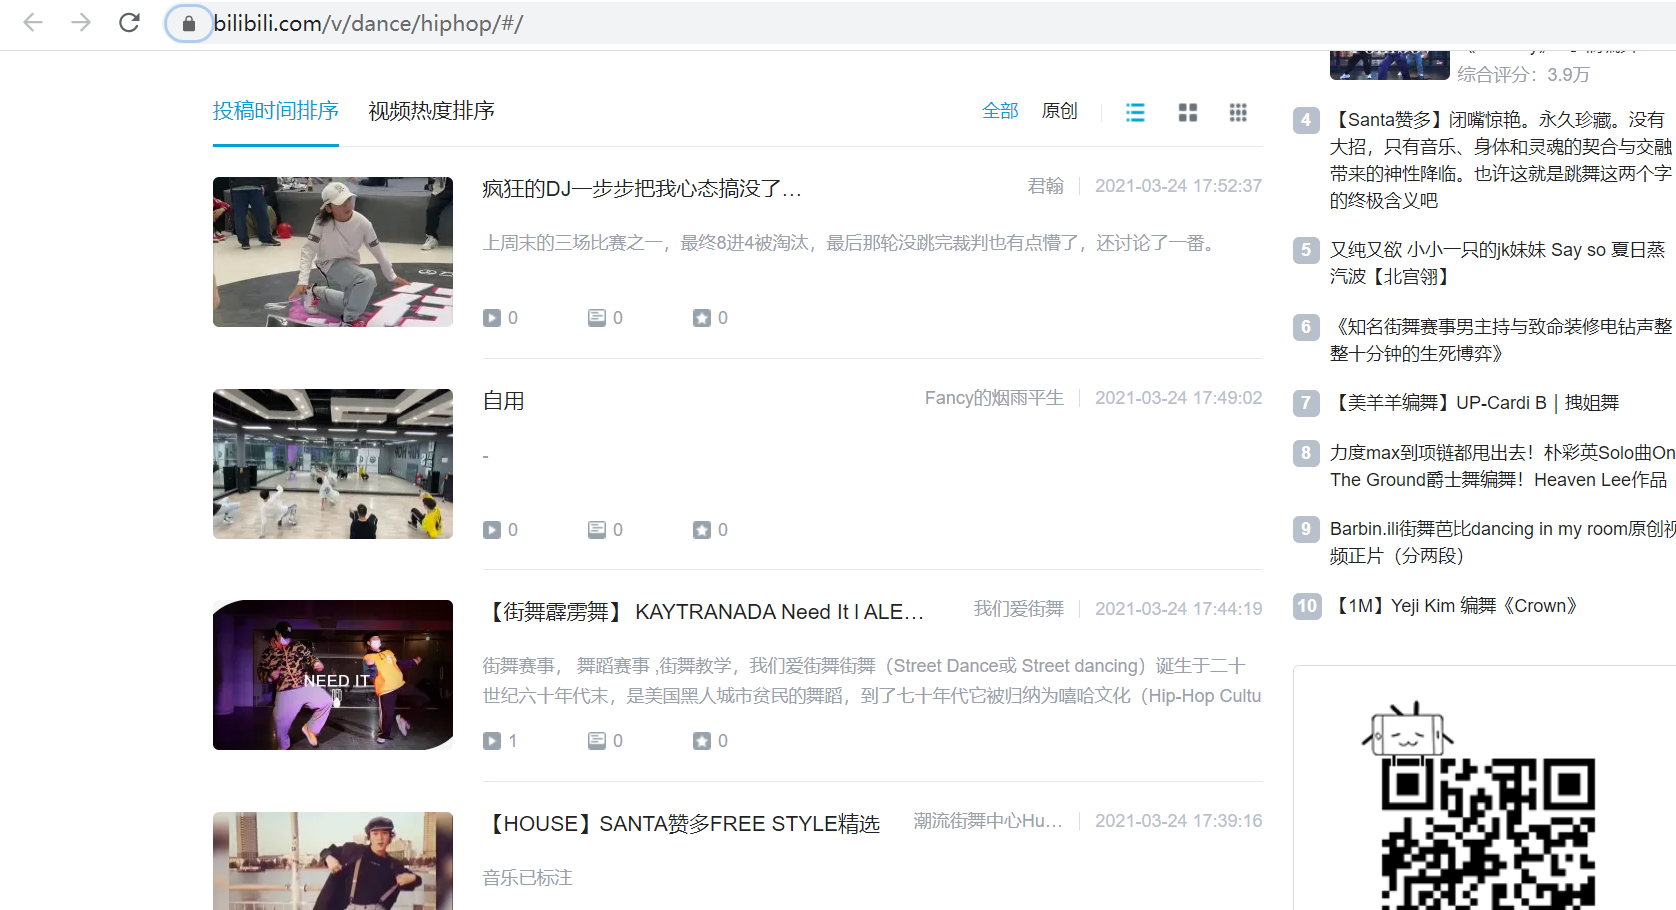 bilibili.com/v/dance/hiphop/#/
投稿时间排序 视频热度排序 全部 原创
疯狂的DJ一步步把我心态搞没了... 君翰 2021-03-24 17:52:37
上周末的三场比赛之一，最终8进4被淘汰，最后那轮没跳完裁判也有点懵了，还讨论了一番。
0 0 0
自用 Fancy的烟雨平生 2021-03-24 17:49:02
-
0 0 0
【街舞霹雳舞】 KAYTRANADA Need It l ALE... 我们爱街舞 2021-03-24 17:44:19
NEED IT
街舞赛事， 舞蹈赛事 ,街舞教学，我们爱街舞街舞（Street Dance或 Street dancing）诞生于二十
世纪六十年代末，是美国黑人城市贫民的舞蹈，到了七十年代它被归纳为嘻哈文化（Hip-Hop Cultu
1 0 0
【HOUSE】SANTA赞多FREE STYLE精选 潮流街舞中心Hu... 2021-03-24 17:39:16
音乐已标注
综合评分：3.9万
4 【Santa赞多】闭嘴惊艳。永久珍藏。没有
大招，只有音乐、身体和灵魂的契合与交融
带来的神性降临。也许这就是跳舞这两个字
的终极含义吧
5 又纯又欲 小小一只的jk妹妹 Say so 夏日蒸
汽波【北宫翎】
6 《知名街舞赛事男主持与致命装修电钻声整
整十分钟的生死博弈》
7 【美羊羊编舞】UP-Cardi B｜拽姐舞
8 力度max到项链都甩出去！朴彩英Solo曲On
The Ground爵士舞编舞！Heaven Lee作品
9 Barbin.ili街舞芭比dancing in my room原创视
频正片（分两段）
10 【1M】Yeji Kim 编舞《Crown》